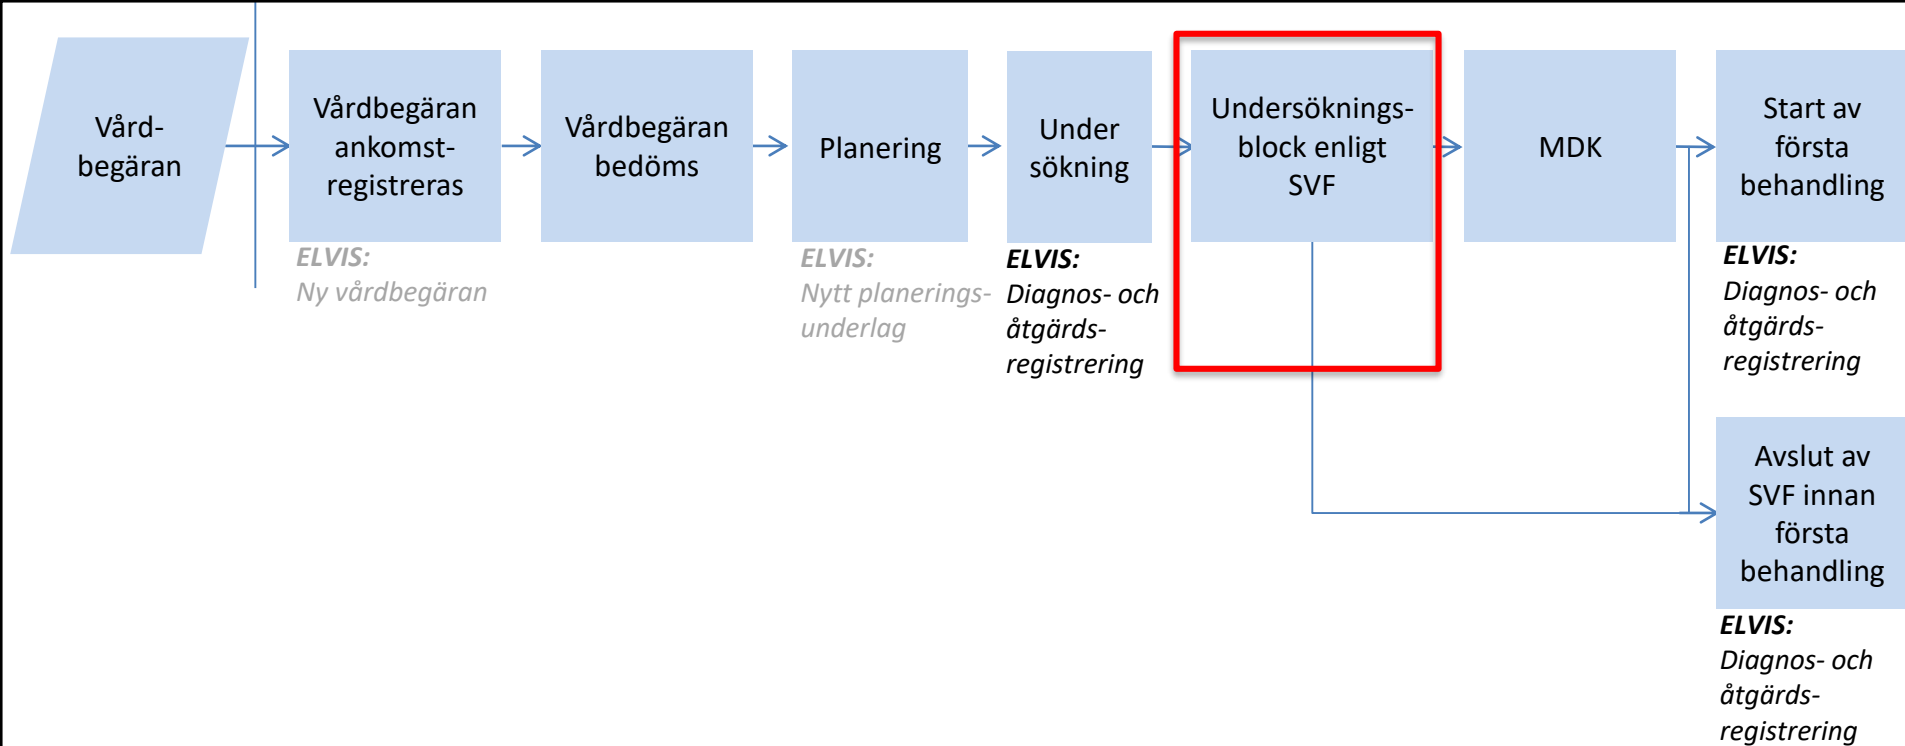 Vård-
begäran
Vårdbegäran
ankomst-
registreras
ELVIS:
Ny vårdbegäran
Vårdbegäran
bedöms
Planering
ELVIS:
Nytt planerings-
underlag
Under
sökning
ELVIS:
Diagnos- och
åtgärds-
registrering
Undersöknings-
block enligt
SVF
MDK
Start av
första
behandling
ELVIS:
Diagnos- och
åtgärds-
registrering
Avslut av
SVF innan
första
behandling
ELVIS:
Diagnos- och
åtgärds-
registrering